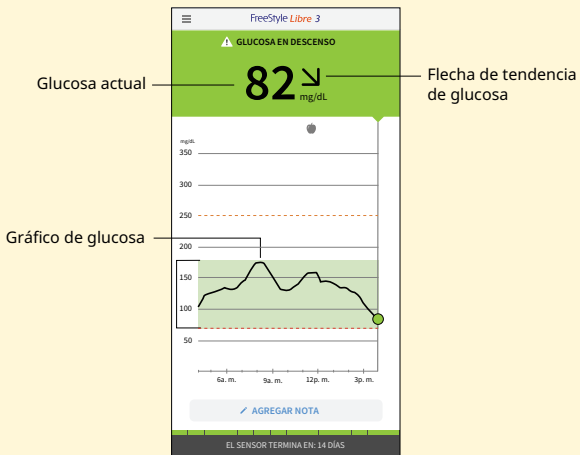 FreeStyle Libre 3
GLUCOSA EN DESCENSO
Glucosa actual
82
mg/dL
Flecha de tendencia
de glucosa
mg/dL
350
300
250
200
Gráfico de glucosa
150
100
50
6a. m.
9a. m.
12p. m.
3p. m.
AGREGAR NOTA
EL SENSOR TERMINA EN: 14 DÍAS